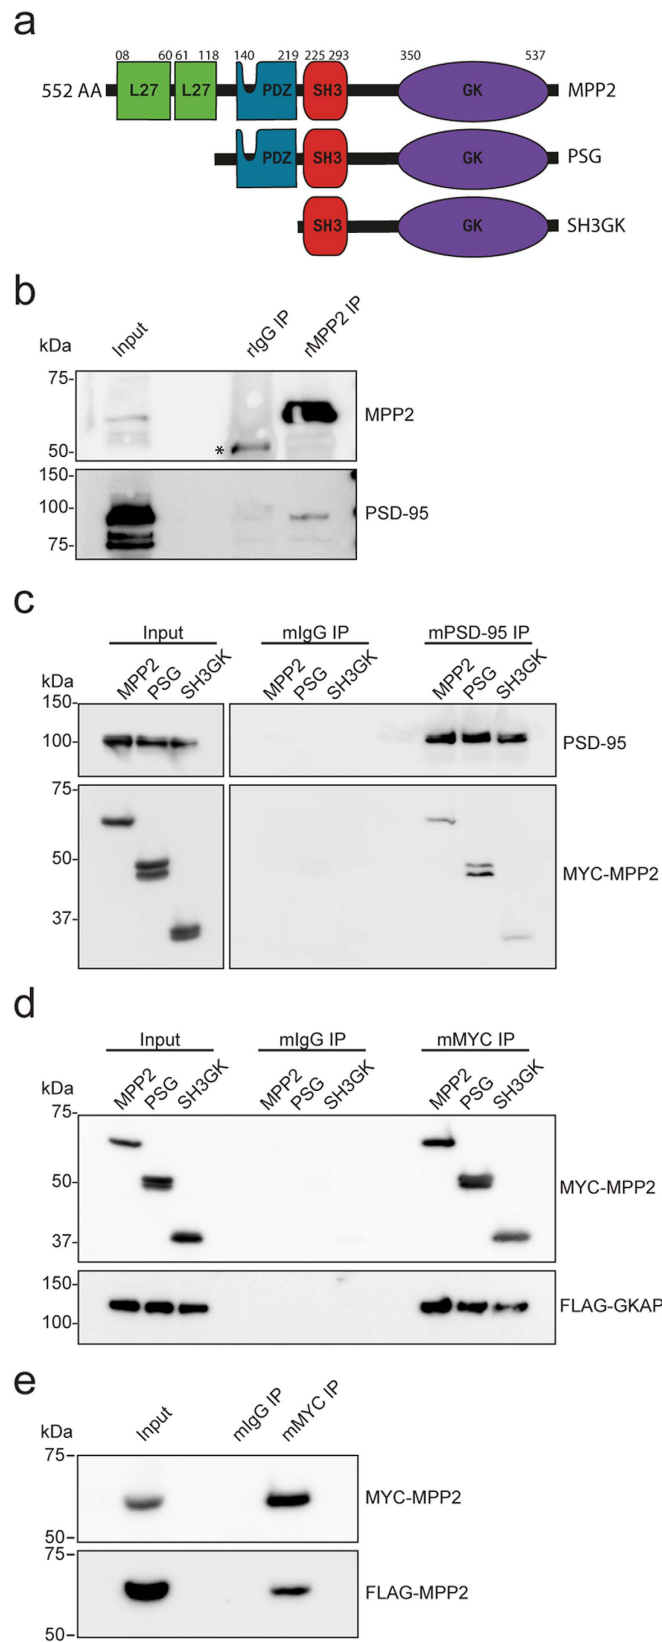 a
08 60 61 118 140 219 225 293 350 537
552 AA L27 L27 PDZ SH3 GK MPP2
PDZ SH3 GK PSG
SH3 GK SH3GK
b
kDa Input rIgG IP rMPP2 IP
75-
MPP2
50- *
150-
100- PSD-95
75-
c
Input mIgG IP mPSD-95 IP
kDa MPP2 PSG SH3GK MPP2 PSG SH3GK MPP2 PSG SH3GK
150-
100- PSD-95
75-
50- MYC-MPP2
37-
d
Input mIgG IP mMYC IP
kDa MPP2 PSG SH3GK MPP2 PSG SH3GK MPP2 PSG SH3GK
75-
50- MYC-MPP2
37-
150- FLAG-GKAP
100-
e
kDa Input mIgG IP mMYC IP
75-
MYC-MPP2
50-
75-
FLAG-MPP2
50-